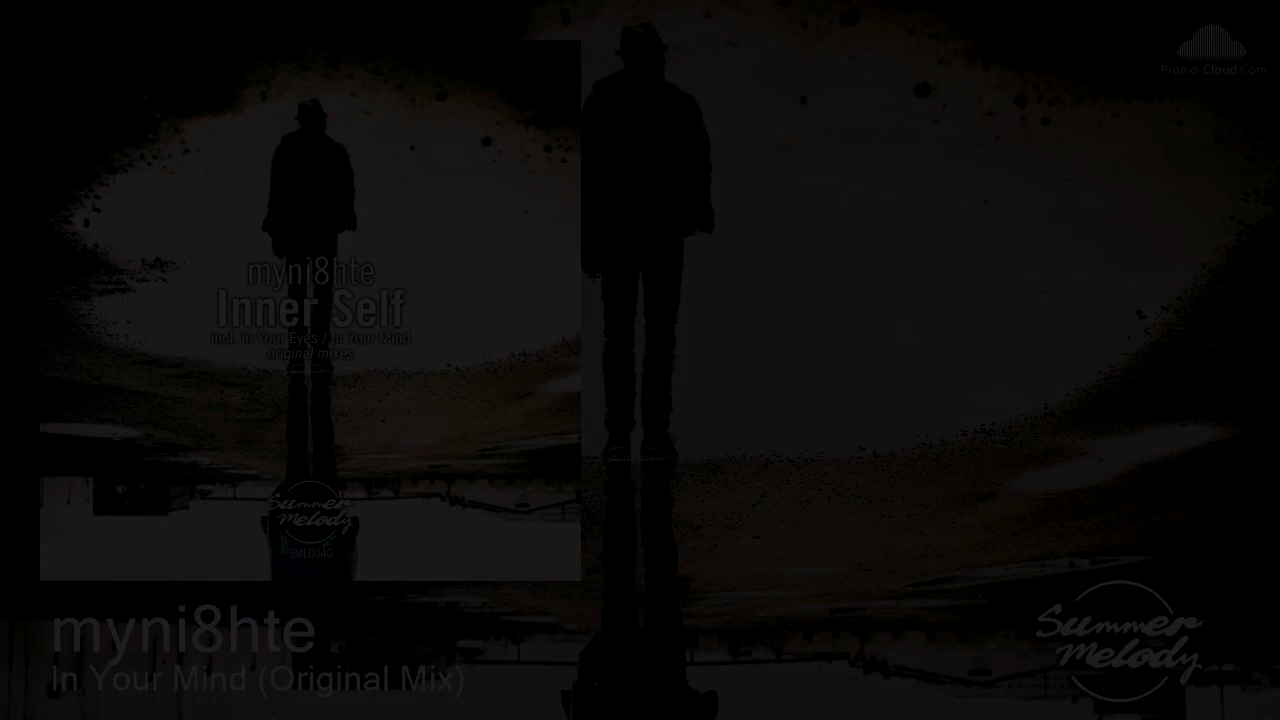 Promo-Cloud.Com
myni8hte
Inner Self
incl. In Your Eyes / In Your Mind
original mixes
Summer
Melody
SMLD040
myni8hte
In Your Mind (Original Mix)
Summer
Melody